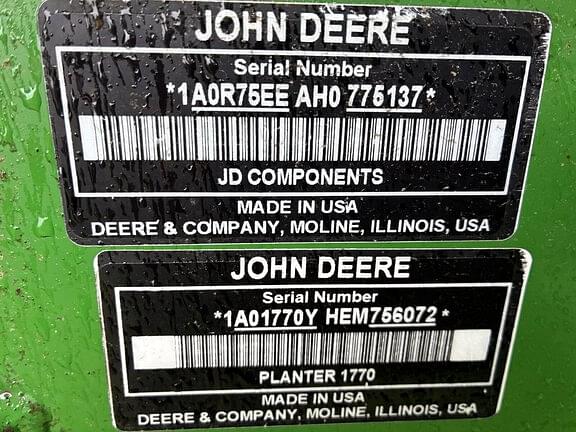 JOHN DEERE
Serial Number
*1A0R75EE AH0 775137*
JD COMPONENTS
MADE IN USA
DEERE & COMPANY, MOLINE, ILLINOIS, USA
JOHN DEERE
Serial Number
*1A01770Y HEM756072*
PLANTER 1770
MADE IN USA
DEERE & COMPANY, MOLINE, ILLINOIS, USA